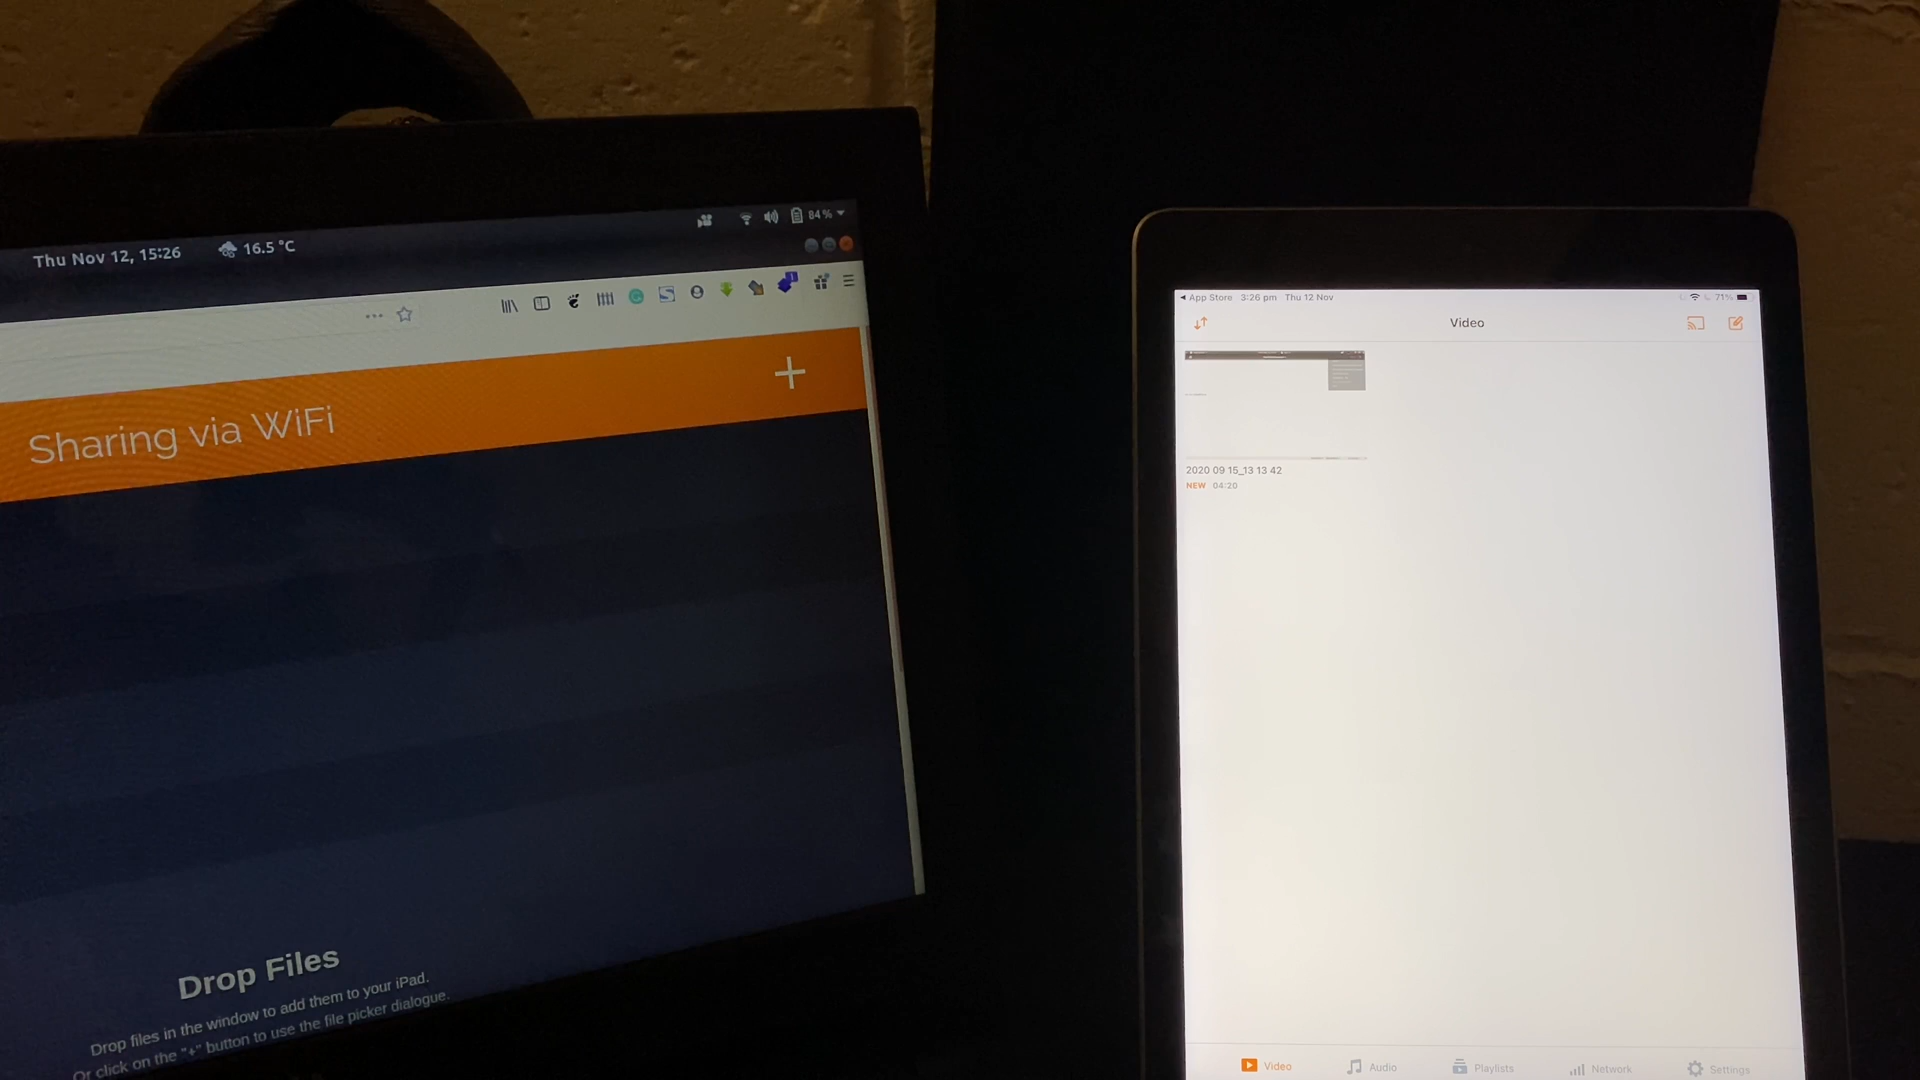 Thu Nov 12, 15:26 16.5 °C 84%
Sharing via WiFi
+
Drop Files
Drop files in the window to add them to your iPad.
Or click on the "+" button to use the file picker dialogue.
App Store 3:26 pm Thu 12 Nov 71%
Video
2020 09 15_13 13 42
NEW 04:20
Video Audio Playlists Network Settings